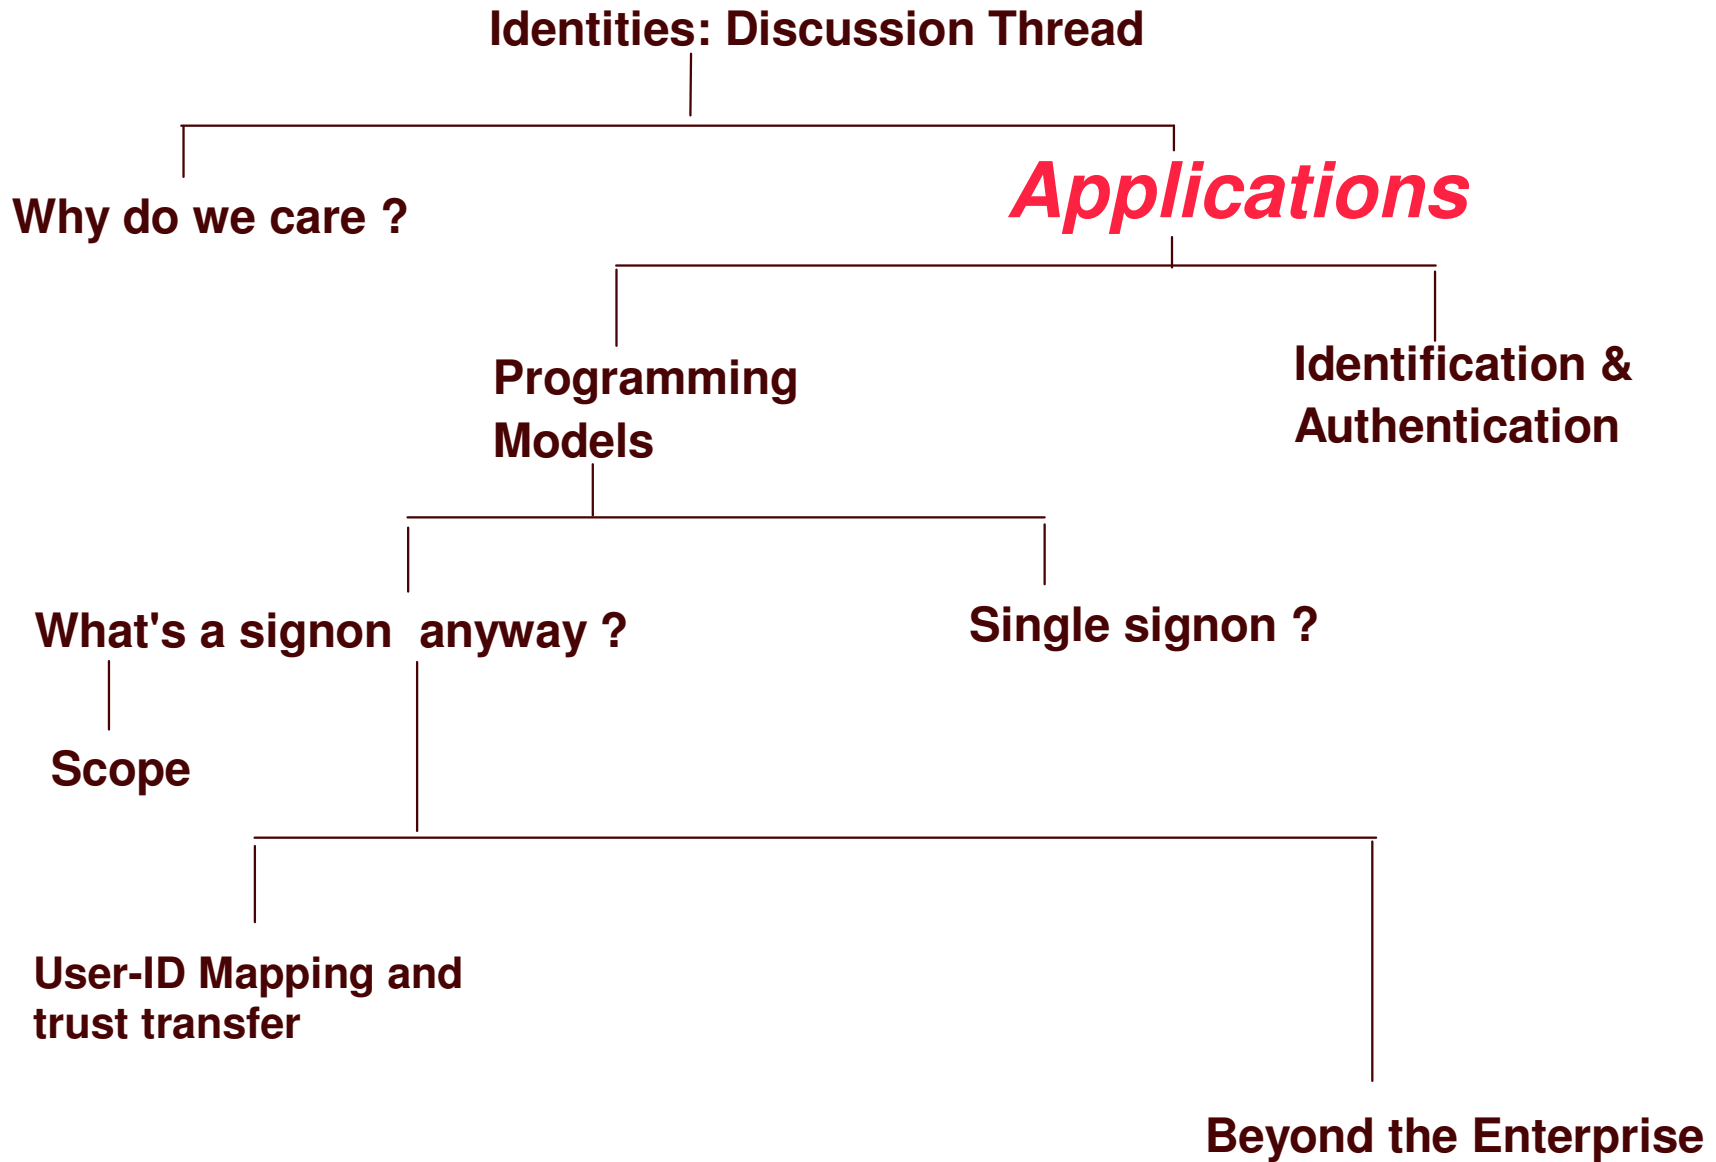 Identities: Discussion Thread
Why do we care ?
Applications
Programming
Models
Identification &
Authentication
What's a signon  anyway ?
Single signon ?
Scope
User-ID Mapping and
trust transfer
Beyond the Enterprise